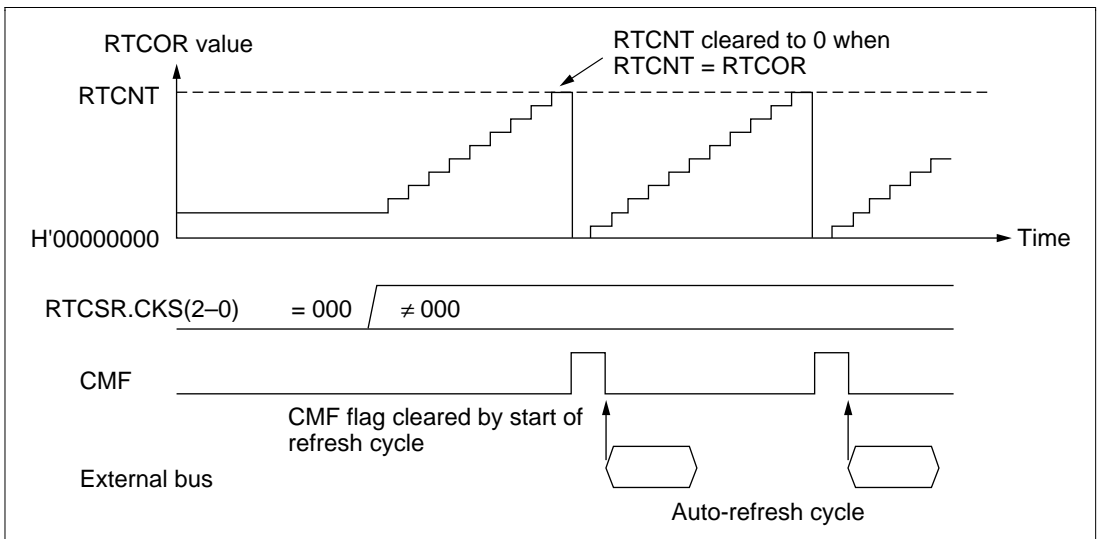 RTCOR value
RTCNT cleared to 0 when
RTCNT = RTCOR
RTCNT
H'00000000
Time
RTCSR.CKS(2–0) = 000 ≠ 000
CMF
CMF flag cleared by start of
refresh cycle
External bus
Auto-refresh cycle